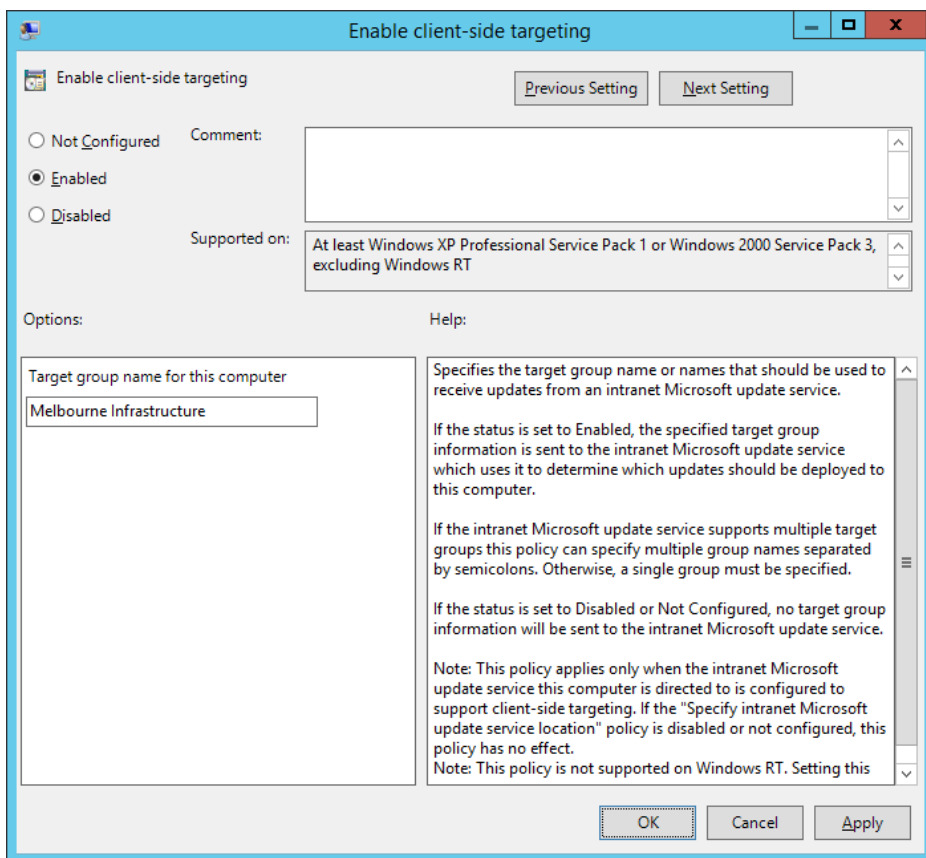 Enable client-side targeting
Enable client-side targeting
Previous Setting
Next Setting
Not Configured
Comment:
Enabled
Disabled
Supported on:
At least Windows XP Professional Service Pack 1 or Windows 2000 Service Pack 3,
excluding Windows RT
Options:
Help:
Target group name for this computer
Melbourne Infrastructure
Specifies the target group name or names that should be used to
receive updates from an intranet Microsoft update service.
If the status is set to Enabled, the specified target group
information is sent to the intranet Microsoft update service
which uses it to determine which updates should be deployed to
this computer.
If the intranet Microsoft update service supports multiple target
groups this policy can specify multiple group names separated
by semicolons. Otherwise, a single group must be specified.
If the status is set to Disabled or Not Configured, no target group
information will be sent to the intranet Microsoft update service.
Note: This policy applies only when the intranet Microsoft
update service this computer is directed to is configured to
support client-side targeting. If the "Specify intranet Microsoft
update service location" policy is disabled or not configured, this
policy has no effect.
Note: This policy is not supported on Windows RT. Setting this
OK
Cancel
Apply